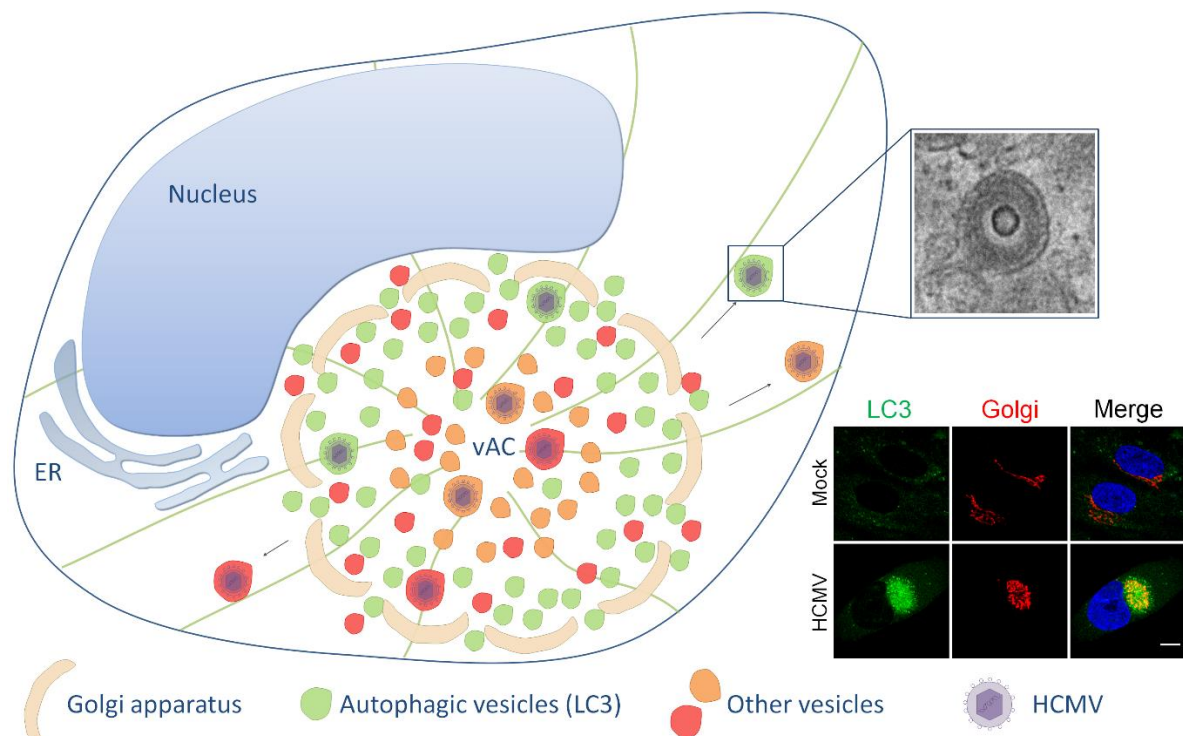 Nucleus
ER
vAC
LC3 Golgi Merge
Mock
HCMV
Golgi apparatus Autophagic vesicles (LC3) Other vesicles HCMV